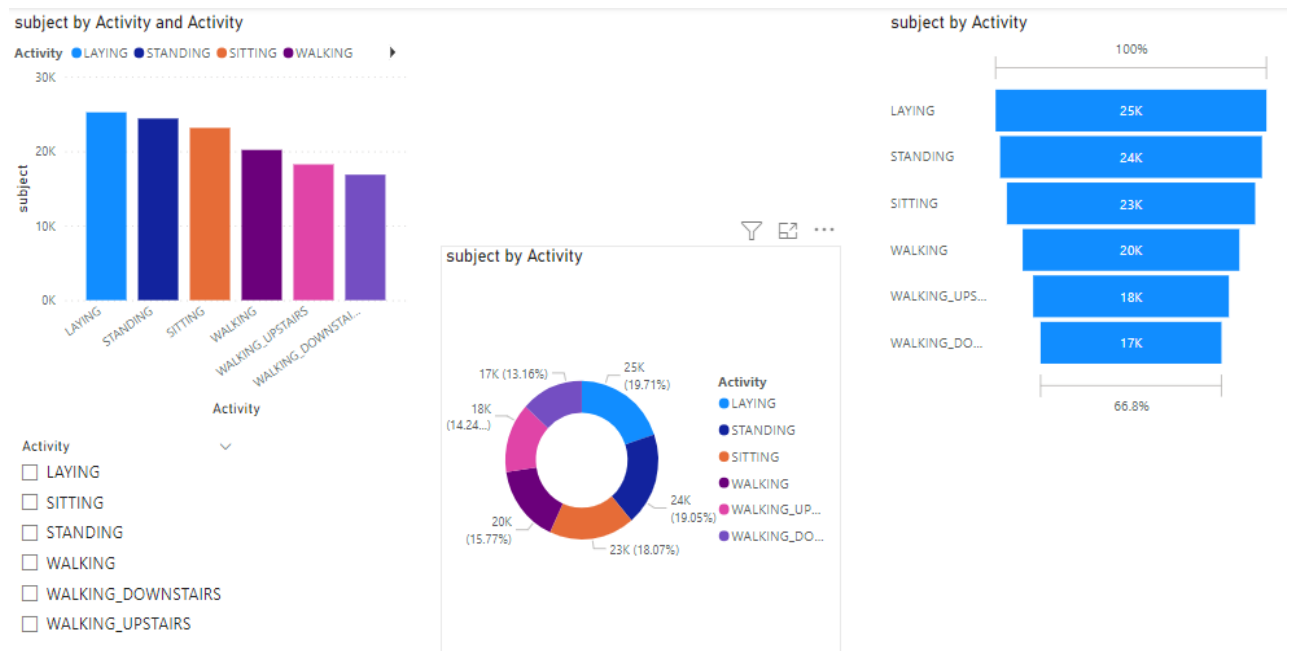 subject by Activity and Activity
Activity LAYING STANDING SITTING WALKING
30K
20K
10K
0K
subject
LAYING
STANDING
SITTING
WALKING
WALKING_UPSTAIRS
WALKING_DOWNSTAI...
Activity
Activity
LAYING
SITTING
STANDING
WALKING
WALKING_DOWNSTAIRS
WALKING_UPSTAIRS
subject by Activity
25K
(19.71%)
24K
(19.05%)
23K (18.07%)
20K
(15.77%)
18K
(14.24...)
17K (13.16%)
Activity
LAYING
STANDING
SITTING
WALKING
WALKING_UP...
WALKING_DO...
subject by Activity
100%
LAYING 25K
STANDING 24K
SITTING 23K
WALKING 20K
WALKING_UPS... 18K
WALKING_DO... 17K
66.8%